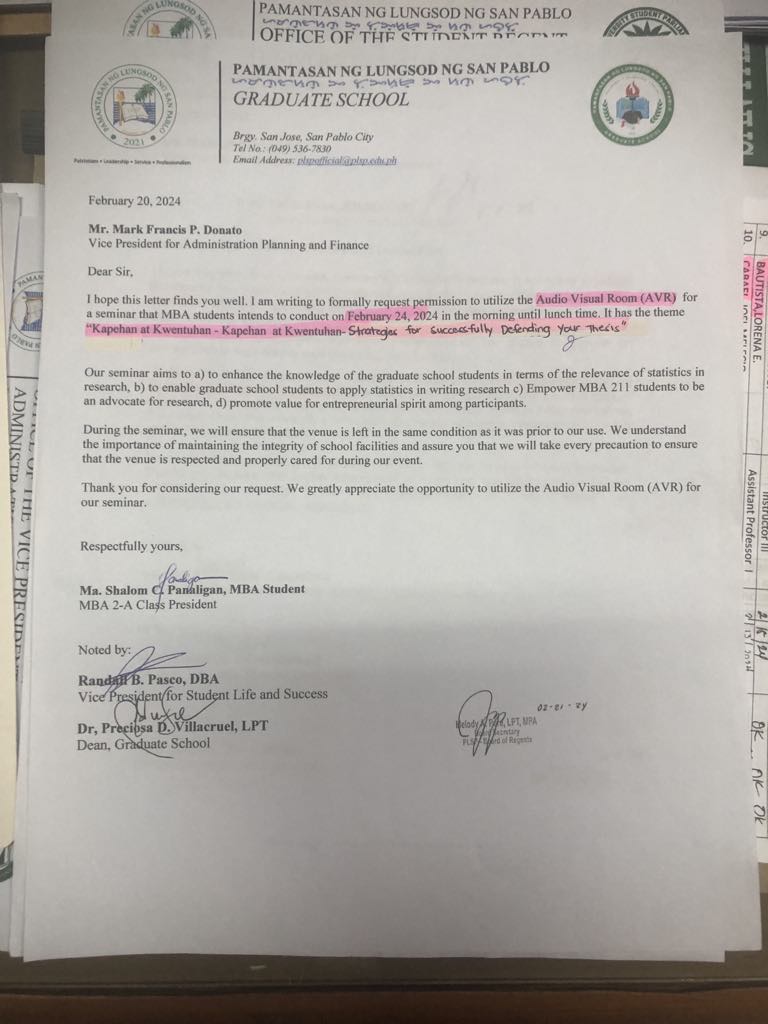 PAMANTASAN NG LUNGSOD NG SAN PABLO
OFFICE OF THE STUDENT REGENT
PAMANTASAN NG LUNGSOD NG SAN PABLO
GRADUATE SCHOOL
Brgy. San Jose, San Pablo City
Tel No.: (049) 536-7830
Email Address: plspofficial@plsp.edu.ph
PAMANTASAN NG LUNGSOD NG SAN PABLO
2021
Patriotism • Leadership • Service • Professionalism
February 20, 2024
Mr. Mark Francis P. Donato
Vice President for Administration Planning and Finance
Dear Sir,
I hope this letter finds you well. I am writing to formally request permission to utilize the Audio Visual Room (AVR) for
a seminar that MBA students intends to conduct on February 24, 2024 in the morning until lunch time. It has the theme
"Kapehan at Kwentuhan - Kapehan at Kwentuhan- Strategies for Successfully Defending Your Thesis"
Our seminar aims to a) to enhance the knowledge of the graduate school students in terms of the relevance of statistics in
research, b) to enable graduate school students to apply statistics in writing research c) Empower MBA 211 students to be
an advocate for research, d) promote value for entrepreneurial spirit among participants.
During the seminar, we will ensure that the venue is left in the same condition as it was prior to our use. We understand
the importance of maintaining the integrity of school facilities and assure you that we will take every precaution to ensure
that the venue is respected and properly cared for during our event.
Thank you for considering our request. We greatly appreciate the opportunity to utilize the Audio Visual Room (AVR) for
our seminar.
Respectfully yours,
Ma. Shalom C. Panaligan, MBA Student
MBA 2-A Class President
Noted by:
Randall B. Pasco, DBA
Vice President for Student Life and Success
Dr, Preciosa D. Villacruel, LPT
Dean, Graduate School
02-21-24
Melody LPT, MPA
Board Secretary
PLSP - Board of Regents
OFFICE OF THE VICE PRESIDENT
ADMINISTRAT
9. BAUTISTA, LORENA E.
10.
Instructor III
Assistant Professor I
2/15/24
OK
OK OK